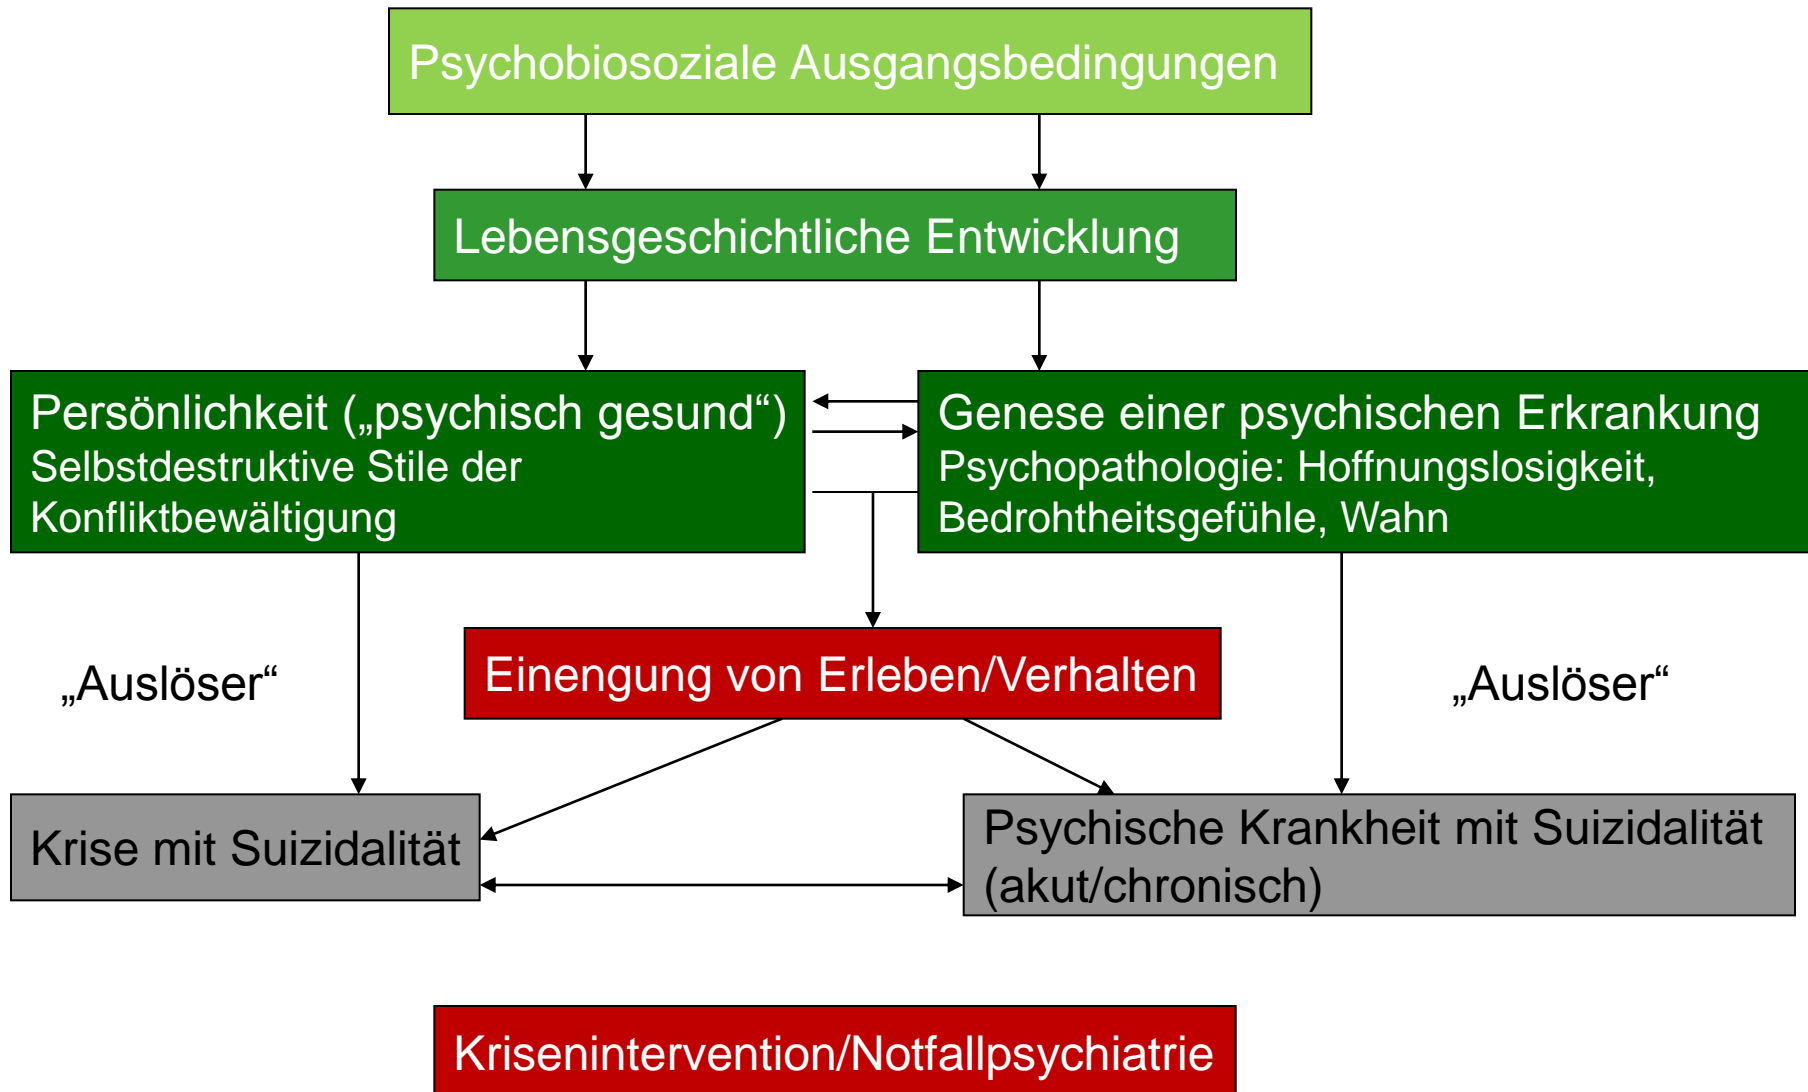 Psychobiosoziale Ausgangsbedingungen
Lebensgeschichtliche Entwicklung
Persönlichkeit („psychisch gesund“)
Selbstdestruktive Stile der
Konfliktbewältigung
Genese einer psychischen Erkrankung
Psychopathologie: Hoffnungslosigkeit,
Bedrohtheitsgefühle, Wahn
„Auslöser“
Einengung von Erleben/Verhalten
„Auslöser“
Krise mit Suizidalität
Psychische Krankheit mit Suizidalität
(akut/chronisch)
Krisenintervention/Notfallpsychiatrie